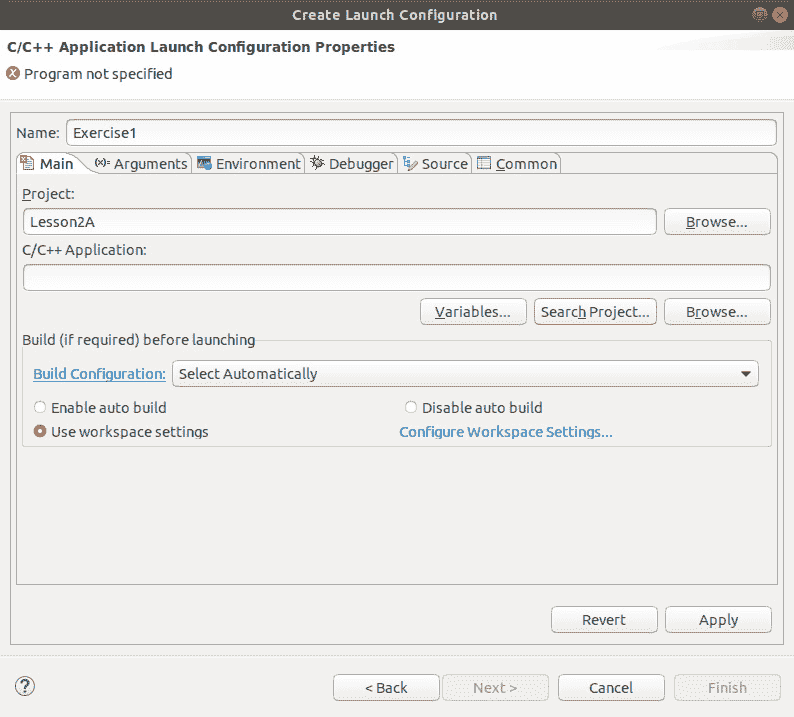 Create Launch Configuration
C/C++ Application Launch Configuration Properties
Program not specified
Name: Exercise1
Main (x)= Arguments Environment Debugger Source Common
Project:
Lesson2A Browse...
C/C++ Application:
Variables... Search Project... Browse...
Build (if required) before launching
Build Configuration: Select Automatically
Enable auto build Disable auto build
Use workspace settings Configure Workspace Settings...
Revert Apply
? < Back Next > Cancel Finish